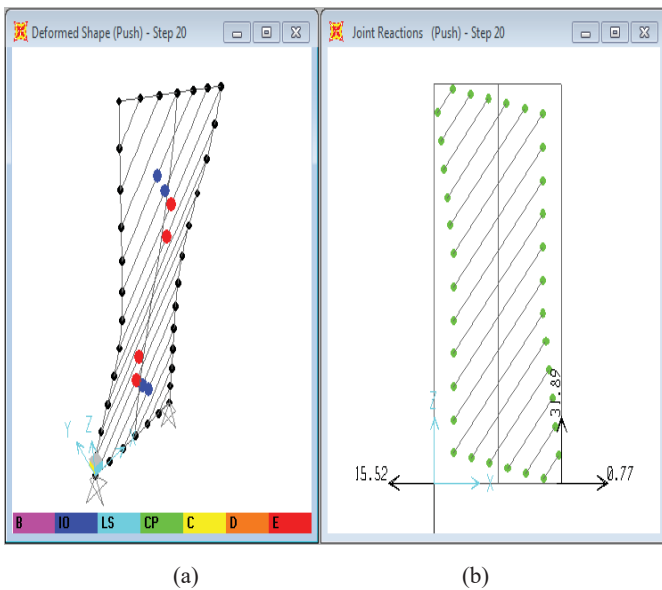 Deformed Shape (Push) - Step 20
Y Z
B IO LS CP C D E
(a)
Joint Reactions (Push) - Step 20
31.89
Z
15.52 X 0.77
(b)